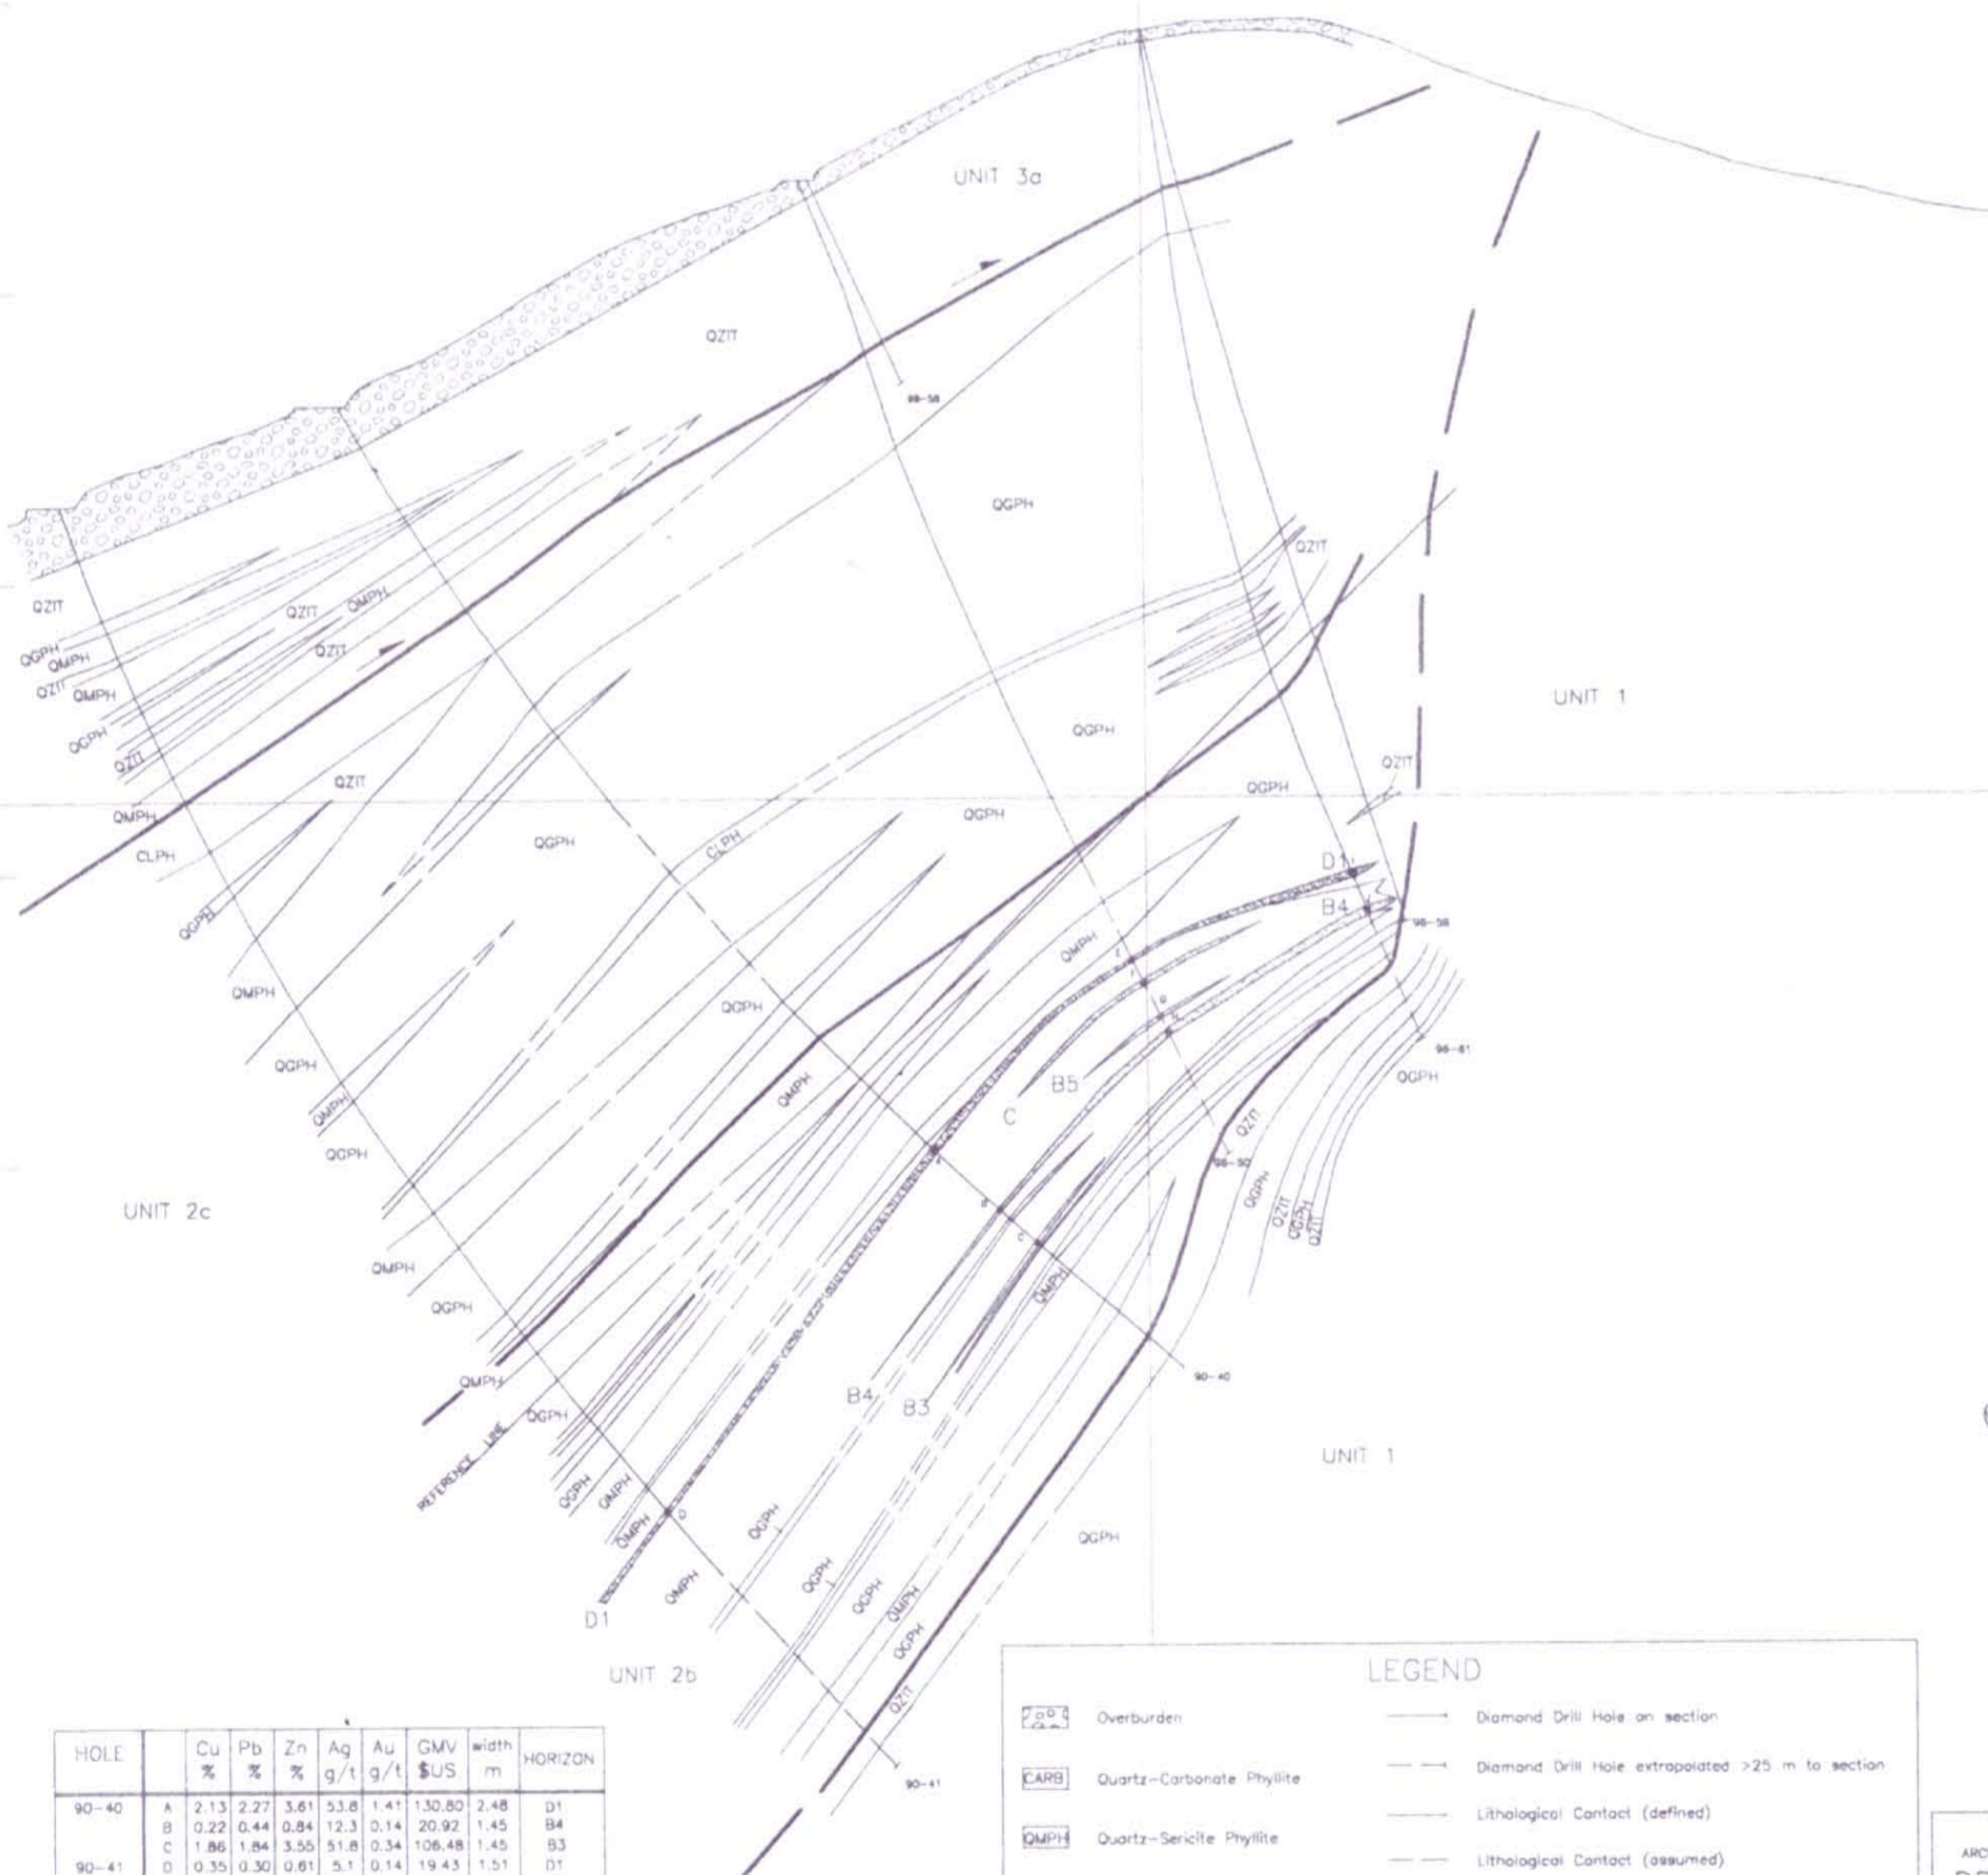 UNIT 3a
QZIT
QGPH
QZIT
QZIT
QZIT
QMPH
QZIT
QGPH
QMPH
QZIT
QMPH
UNIT 1
QGPH
QGPH
QZIT
QZIT
QGPH
QZIT
QMPH
QGPH
QGPH
CLPH
CLPH
D1
B4
QGPH
QMPH
QMPH
QGPH
98-61
QGPH
QGPH
B5
QMPH
C
QMPH
QGPH
QZIT
QGPH
QZIT
QGPH
QZIT
UNIT 2c
QMPH
QMPH
QGPH
90-40
QMPH
B4
B3
QGPH
REFERENCE LINE
UNIT 1
QGPH
QMPH
QMPH
D
QGPH
QGPH
QMPH
QGPH
QGPH
QMPH
QGPH
D1
UNIT 2b
QZIT
90-41
LEGEND
Overburden
Diamond Drill Hole on section
Diamond Drill Hole extrapolated >25 m to section
CARB Quartz-Carbonate Phyllite
Lithological Contact (defined)
QMPH Quartz-Sericite Phyllite
Lithological Contact (assumed)
HOLE Cu % Pb % Zn % Ag g/t Au g/t GMV $US width m HORIZON
90-40 A 2.13 2.27 3.61 53.8 1.41 130.80 2.48 D1
B 0.22 0.44 0.84 12.3 0.14 20.92 1.45 B4
C 1.86 1.84 3.55 51.8 0.34 106.48 1.45 B3
90-41 D 0.35 0.30 0.61 5.1 0.14 19.43 1.51 D1